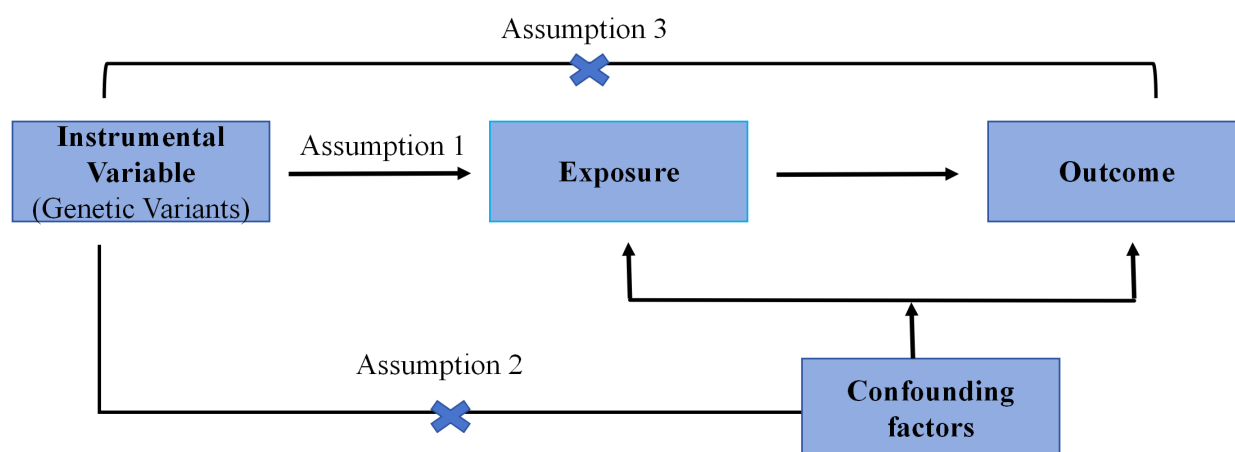 Assumption 3
Instrumental
Variable
(Genetic Variants)
Assumption 1
Exposure
Outcome
Assumption 2
Confounding
factors